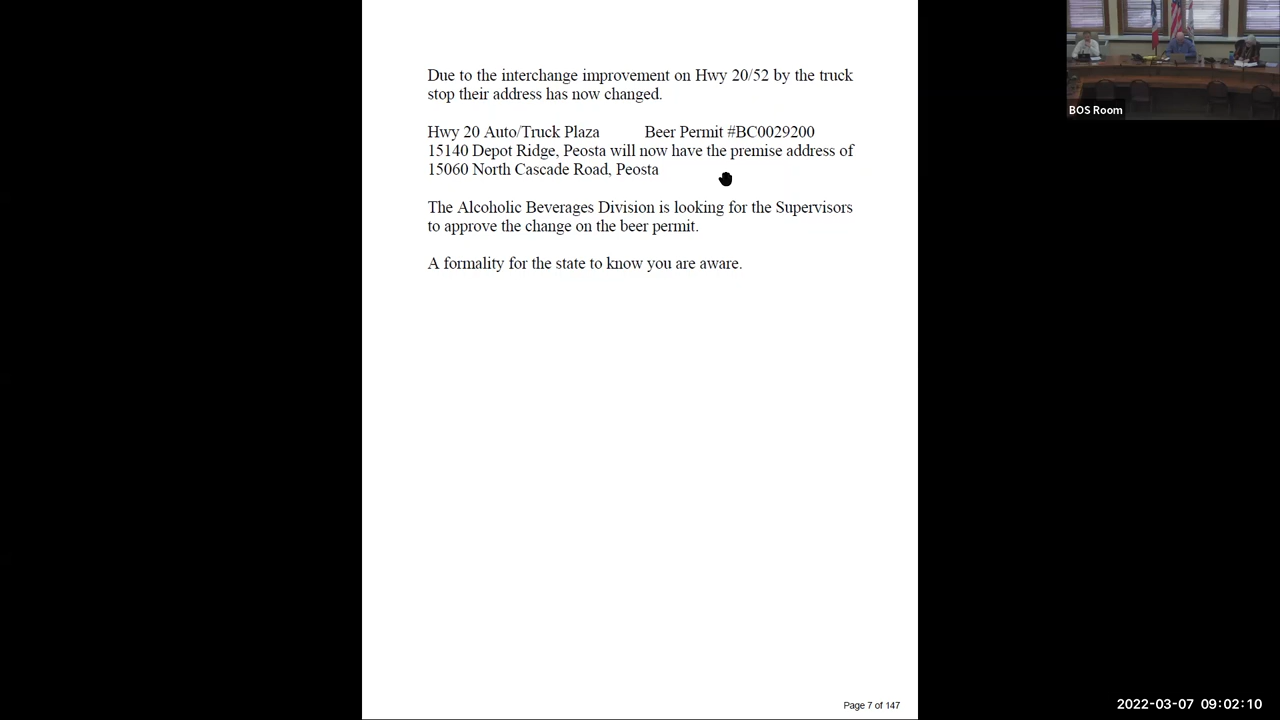 BOS Room
Due to the interchange improvement on Hwy 20/52 by the truck
stop their address has now changed.
Hwy 20 Auto/Truck Plaza Beer Permit #BC0029200
15140 Depot Ridge, Peosta will now have the premise address of
15060 North Cascade Road, Peosta
The Alcoholic Beverages Division is looking for the Supervisors
to approve the change on the beer permit.
A formality for the state to know you are aware.
Page 7 of 147
2022-03-07 09:02:10